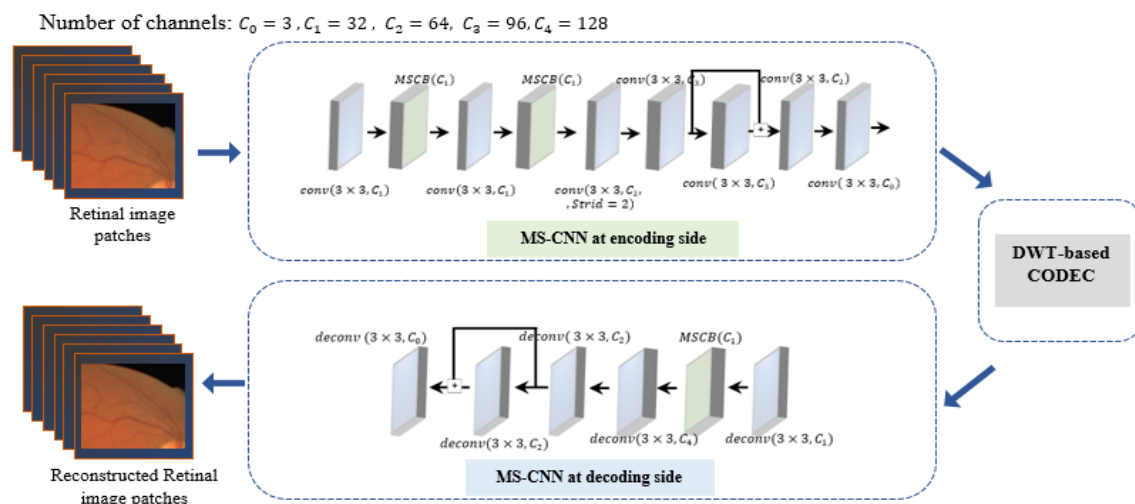 Number of channels: C₀ = 3 , C₁ = 32 , C₂ = 64, C₃ = 96, C₄ = 128
MSCB(C₁)
MSCB(C₁)
conv(3 × 3, C₃)
conv(3 × 3, C₂)
conv(3 × 3, C₁)
conv(3 × 3, C₁)
conv(3 × 3, C₂,
,Strid = 2)
conv( 3 × 3, C₃)
conv(3 × 3, C₀)
+
Retinal image
patches
MS-CNN at encoding side
DWT-based
CODEC
deconv (3 × 3, C₀)
deconv (3 × 3, C₂)
MSCB(C₁)
+
deconv(3 × 3, C₂)
deconv(3 × 3, C₄)
deconv(3 × 3, C₁)
MS-CNN at decoding side
Reconstructed Retinal
image patches